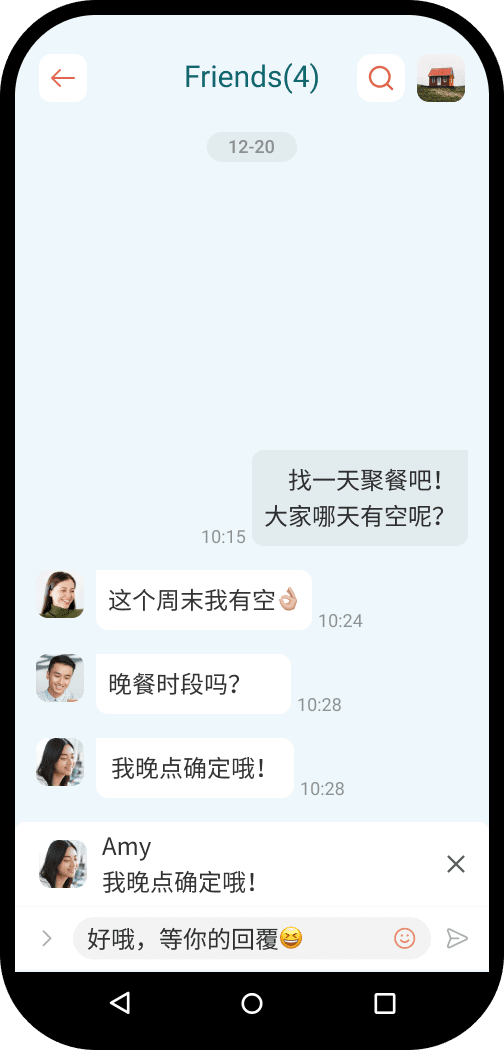 Friends(4)
12-20
找一天聚餐吧！
大家哪天有空呢？
10:15
这个周末我有空👌🏼
10:24
晚餐时段吗？
10:28
我晚点确定哦！
10:28
Amy
我晚点确定哦！
好哦，等你的回覆😆